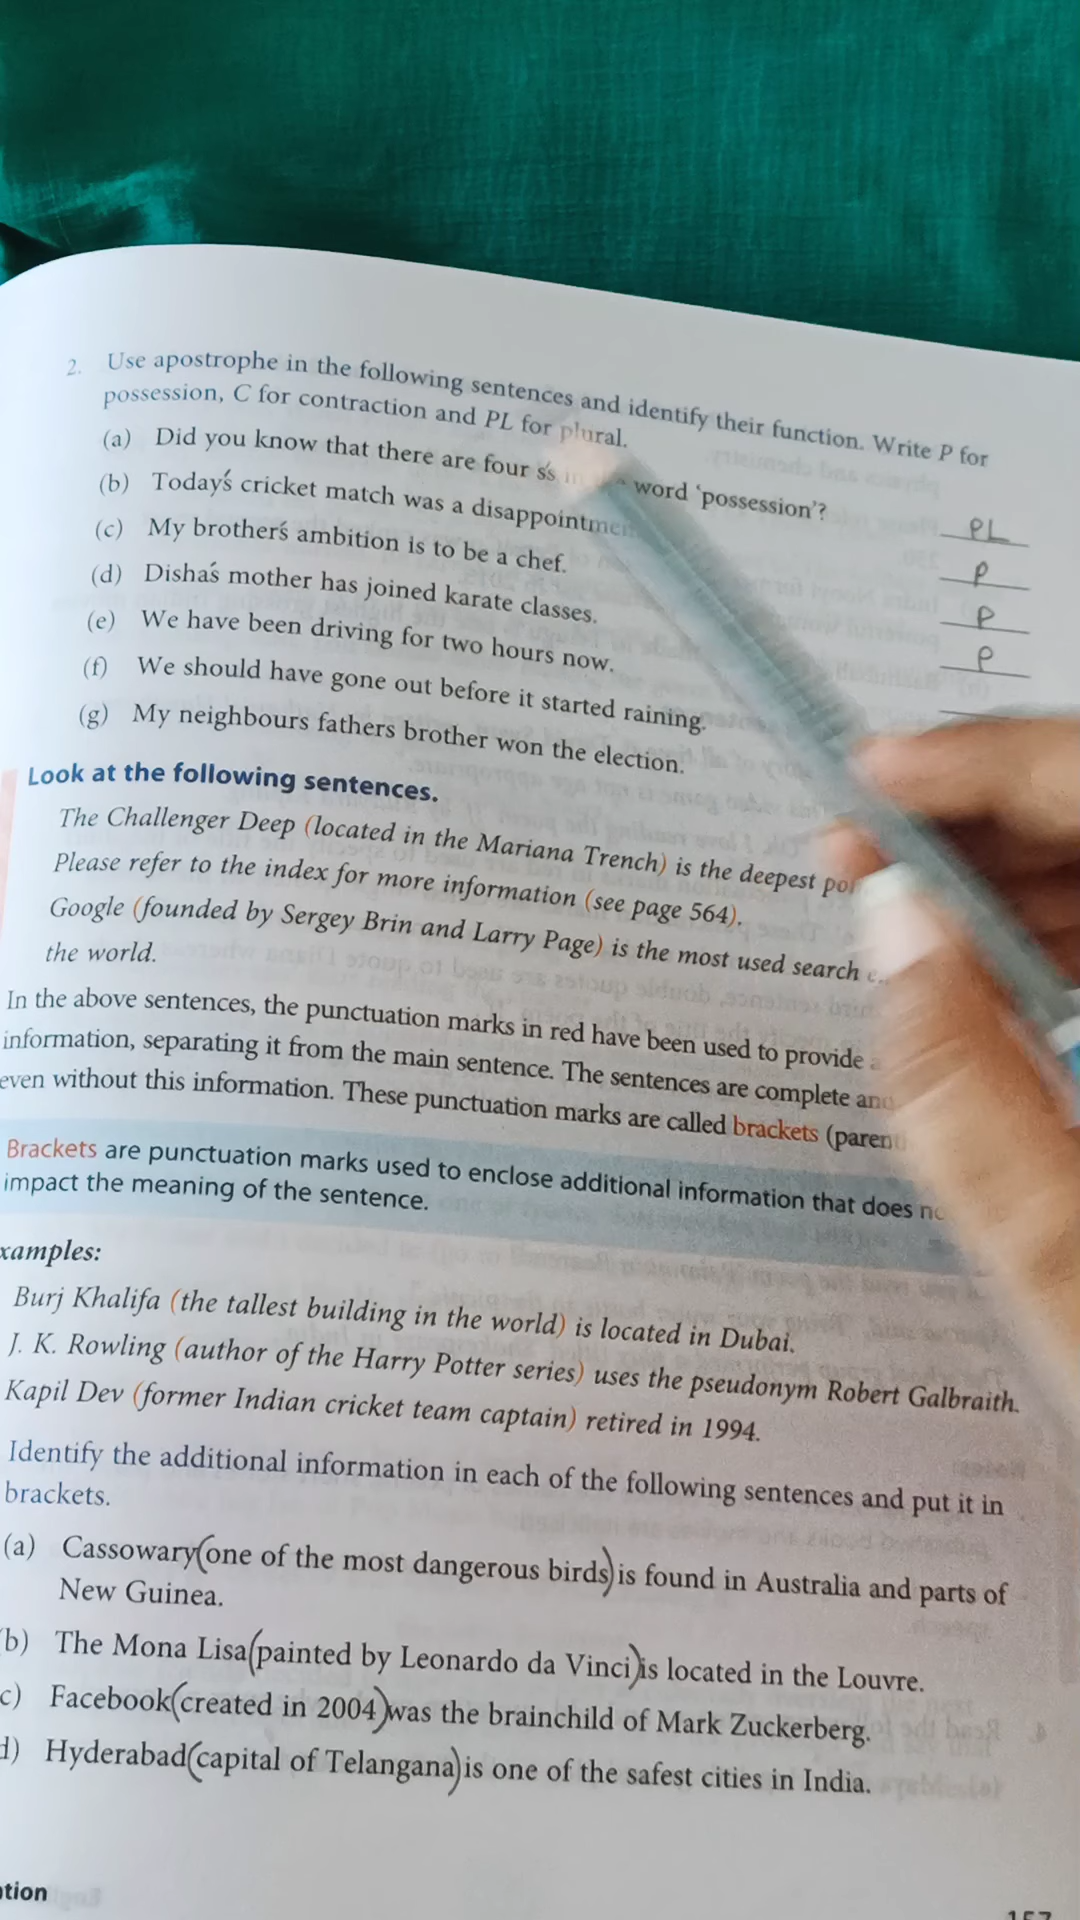 2. Use apostrophe in the following sentences and identify their function. Write P for
possession, C for contraction and PL for plural.
(a) Did you know that there are four s's in word ‘possession’? PL
(b) Today's cricket match was a P
(c) My brother's ambition is to be a chef. P
(d) Disha's mother has joined karate classes. P
(e) We have been driving for two hours now.
(f) We should have gone out before it started raining.
(g) My neighbours fathers brother won the election.
Look at the following sentences.
The Challenger Deep (located in the Mariana Trench) is the deepest
Please refer to the index for more information (see page 564).
Google (founded by Sergey Brin and Larry Page) is the most used search
the world.
In the above sentences, the punctuation marks in red have been used to provide
information, separating it from the main sentence. The sentences are complete
even without this information. These punctuation marks are called brackets
Brackets are punctuation marks used to enclose additional information that does
impact the meaning of the sentence.
xamples:
Burj Khalifa (the tallest building in the world) is located in Dubai.
J. K. Rowling (author of the Harry Potter series) uses the pseudonym Robert Galbraith.
Kapil Dev (former Indian cricket team captain) retired in 1994.
Identify the additional information in each of the following sentences and put it in
brackets.
(a) Cassowary(one of the most dangerous birds)is found in Australia and parts of
New Guinea.
b) The Mona Lisa(painted by Leonardo da Vinci)is located in the Louvre.
c) Facebook(created in 2004)was the brainchild of Mark Zuckerberg.
d) Hyderabad(capital of Telangana)is one of the safest cities in India.
ation
157